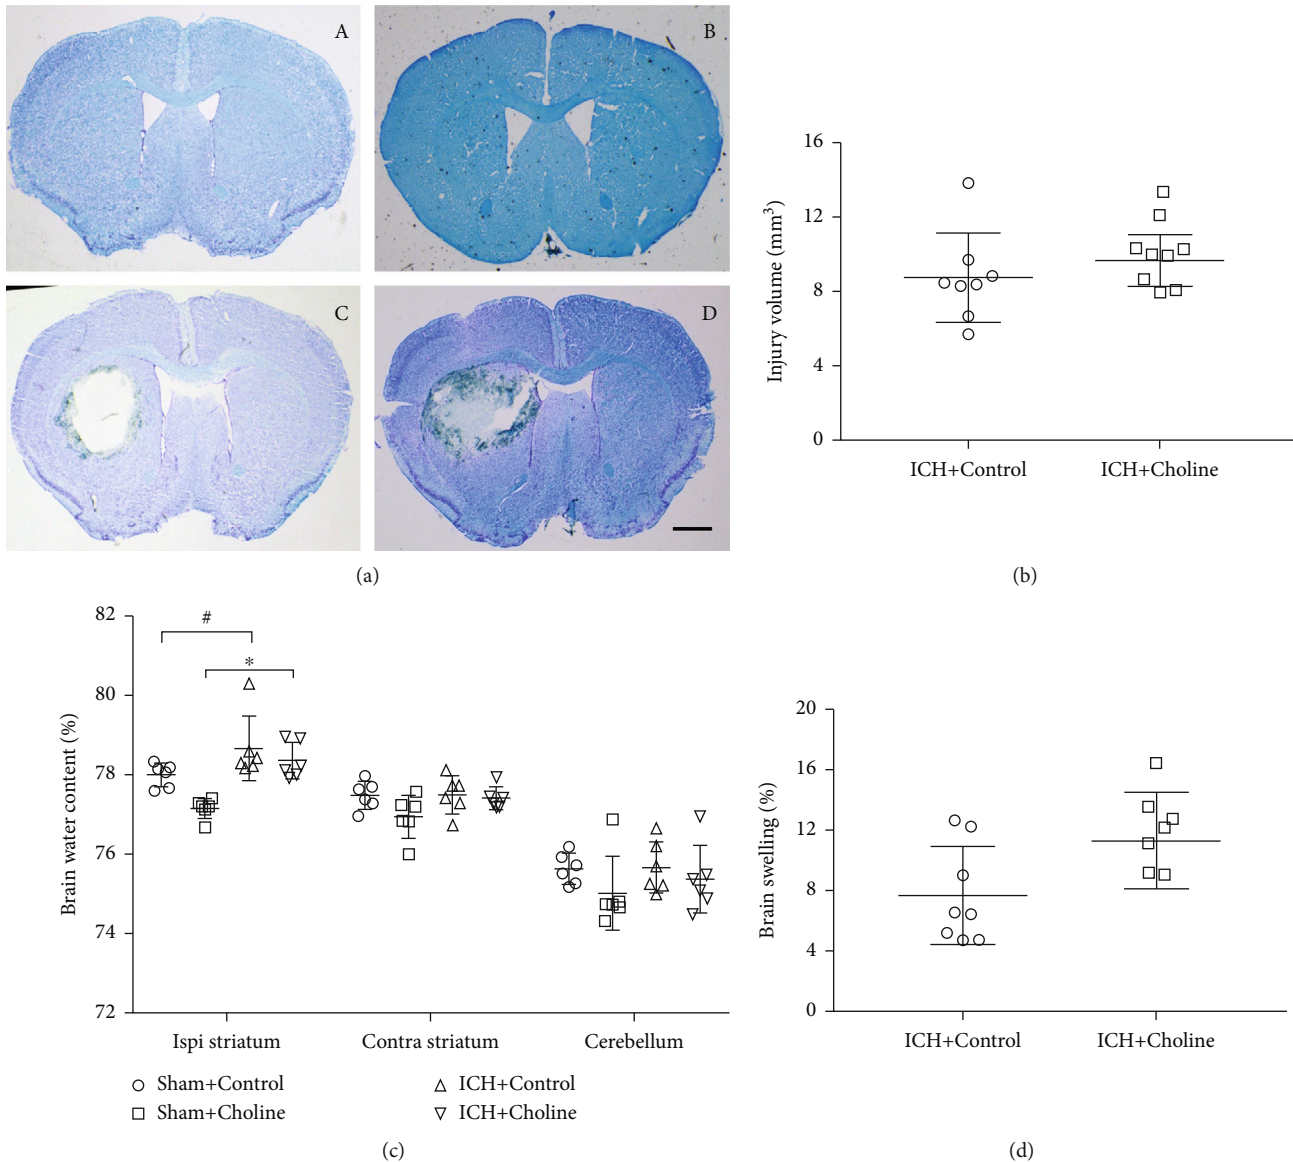 A
B
C
D
(a)
Injury volume (mm³)
16
12
8
4
0
ICH+Control
ICH+Choline
(b)
Brain water content (%)
82
80
78
76
74
72
#
*
Ispi striatum
Contra striatum
Cerebellum
Sham+Control
ICH+Control
Sham+Choline
ICH+Choline
(c)
Brain swelling (%)
20
16
12
8
4
0
ICH+Control
ICH+Choline
(d)